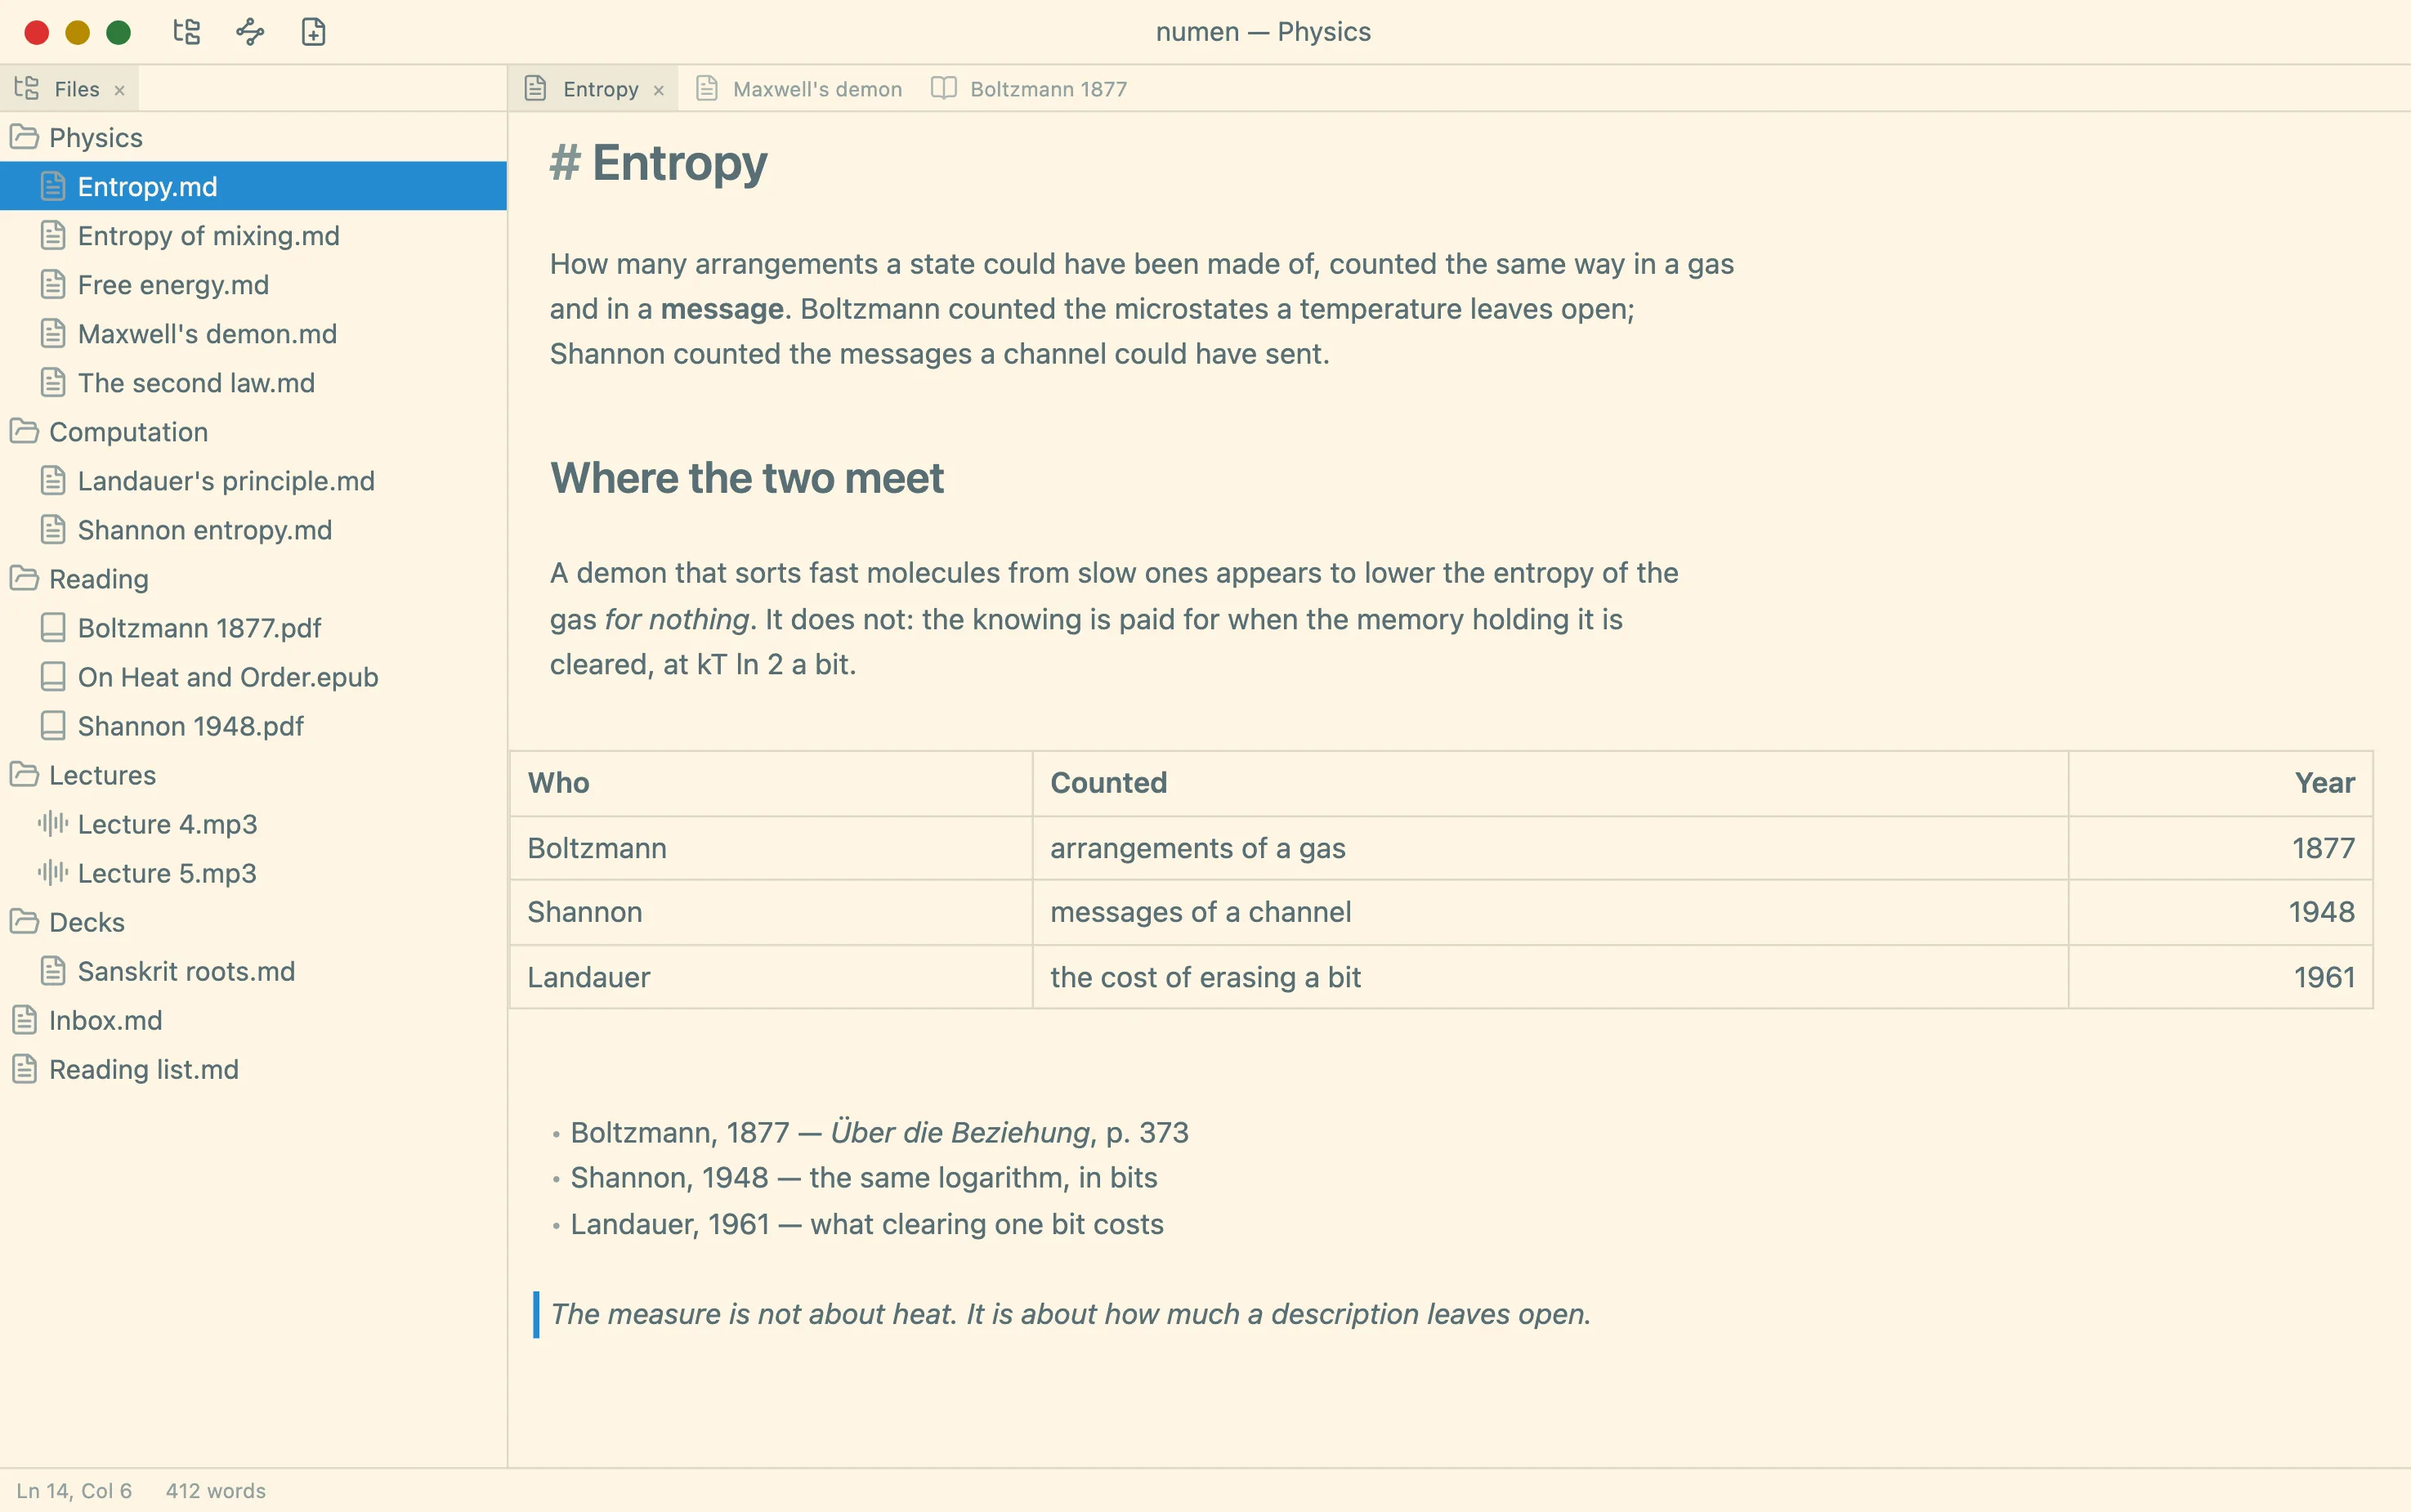 numen — Physics
Files ×
Entropy ×
Maxwell's demon
Boltzmann 1877
Physics
Entropy.md
Entropy of mixing.md
Free energy.md
Maxwell's demon.md
The second law.md
Computation
Landauer's principle.md
Shannon entropy.md
Reading
Boltzmann 1877.pdf
On Heat and Order.epub
Shannon 1948.pdf
Lectures
Lecture 4.mp3
Lecture 5.mp3
Decks
Sanskrit roots.md
Inbox.md
Reading list.md
# Entropy
How many arrangements a state could have been made of, counted the same way in a gas
and in a message. Boltzmann counted the microstates a temperature leaves open;
Shannon counted the messages a channel could have sent.
Where the two meet
A demon that sorts fast molecules from slow ones appears to lower the entropy of the
gas for nothing. It does not: the knowing is paid for when the memory holding it is
cleared, at kT ln 2 a bit.
Who Counted Year
Boltzmann arrangements of a gas 1877
Shannon messages of a channel 1948
Landauer the cost of erasing a bit 1961
• Boltzmann, 1877 — Über die Beziehung, p. 373
• Shannon, 1948 — the same logarithm, in bits
• Landauer, 1961 — what clearing one bit costs
The measure is not about heat. It is about how much a description leaves open.
Ln 14, Col 6 412 words